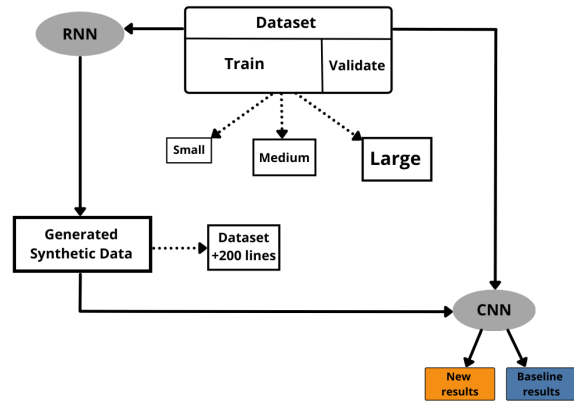 RNN
Dataset
Train
Validate
Small
Medium
Large
Generated
Synthetic Data
Dataset
+200 lines
CNN
New
results
Baseline
results